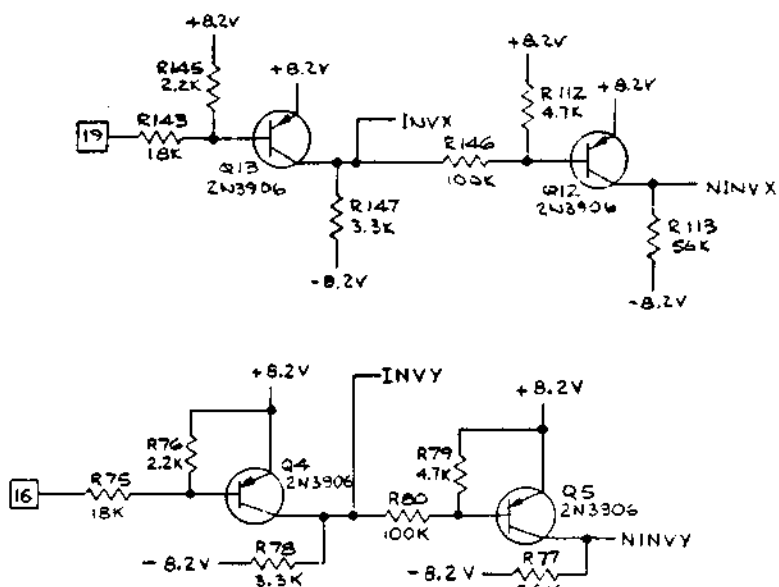 +8.2V
+8.2V
R145
2.2K
+8.2V
R112
4.7K
+8.2V
19
R143
18K
INVX
R146
100K
Q13
2N3906
R147
3.3K
-8.2V
Q12
2N3906
NINVX
R113
56K
-8.2V
+8.2V
INVY
+8.2V
R76
2.2K
R79
4.7K
R75
18K
Q4
2N3906
16
R80
100K
Q5
2N3906
-8.2V
R78
3.3K
NINVY
-8.2V
R77